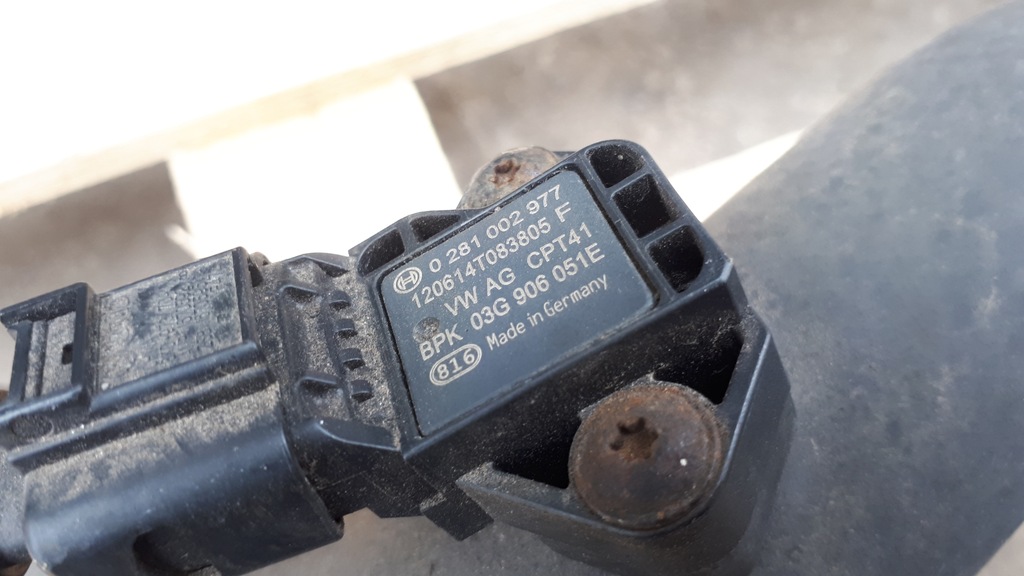 0 281 002 977
120614T083805 F
VW AG CPT41
BPK 03G 906 051E
816 Made in Germany